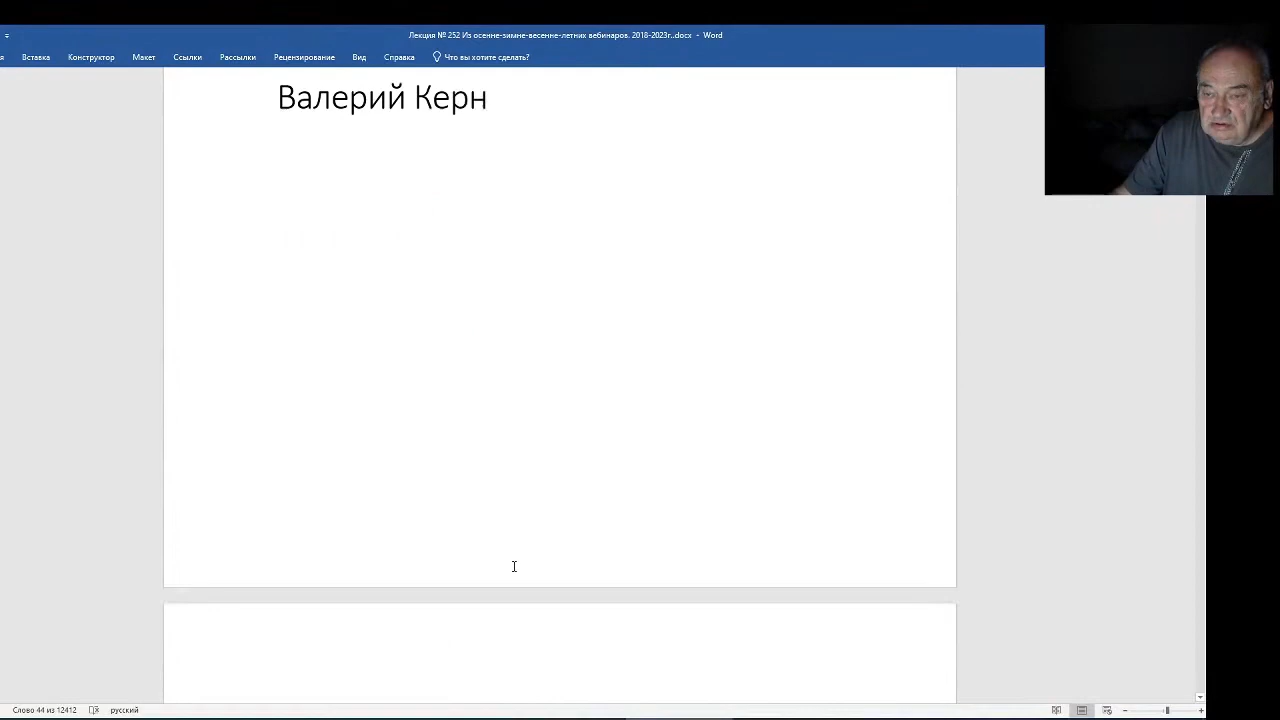 Лекция № 252 Из осенне-зимне-весенне-летних вебинаров. 2018-2023г..docx - Word
я Вставка Конструктор Макет Ссылки Рассылки Рецензирование Вид Справка Что вы хотите сделать?
Валерий Керн
Слово 44 из 12412 русский